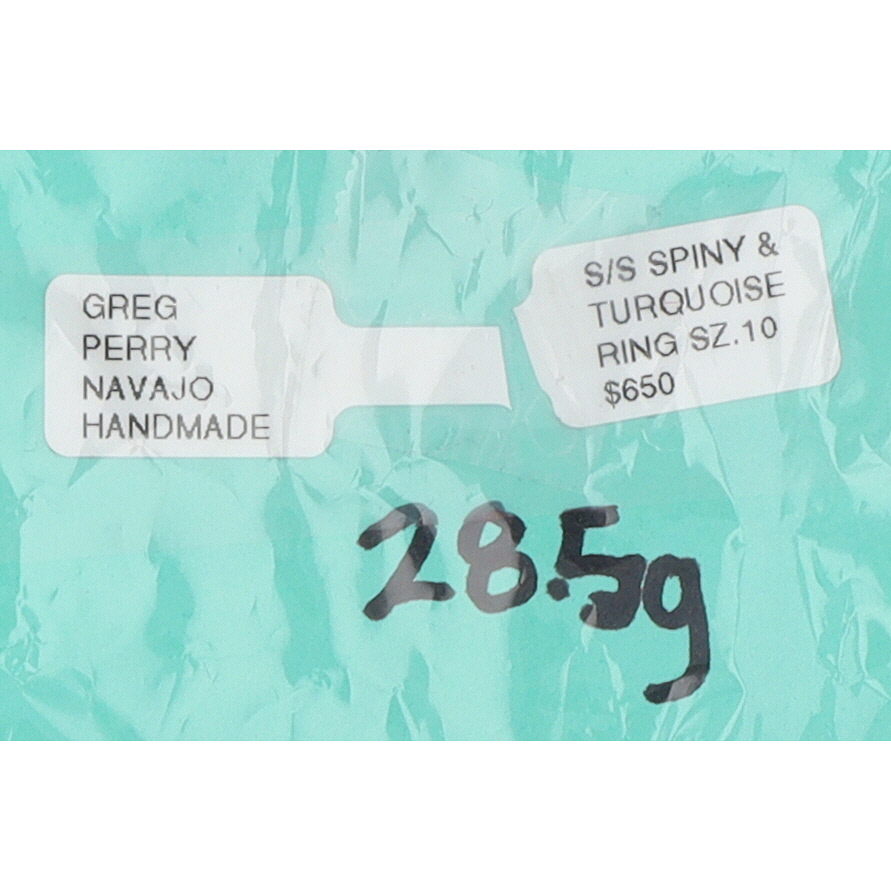 GREG
PERRY
NAVAJO
HANDMADE
S/S SPINY &
TURQUOISE
RING SZ.10
$650
28.5g